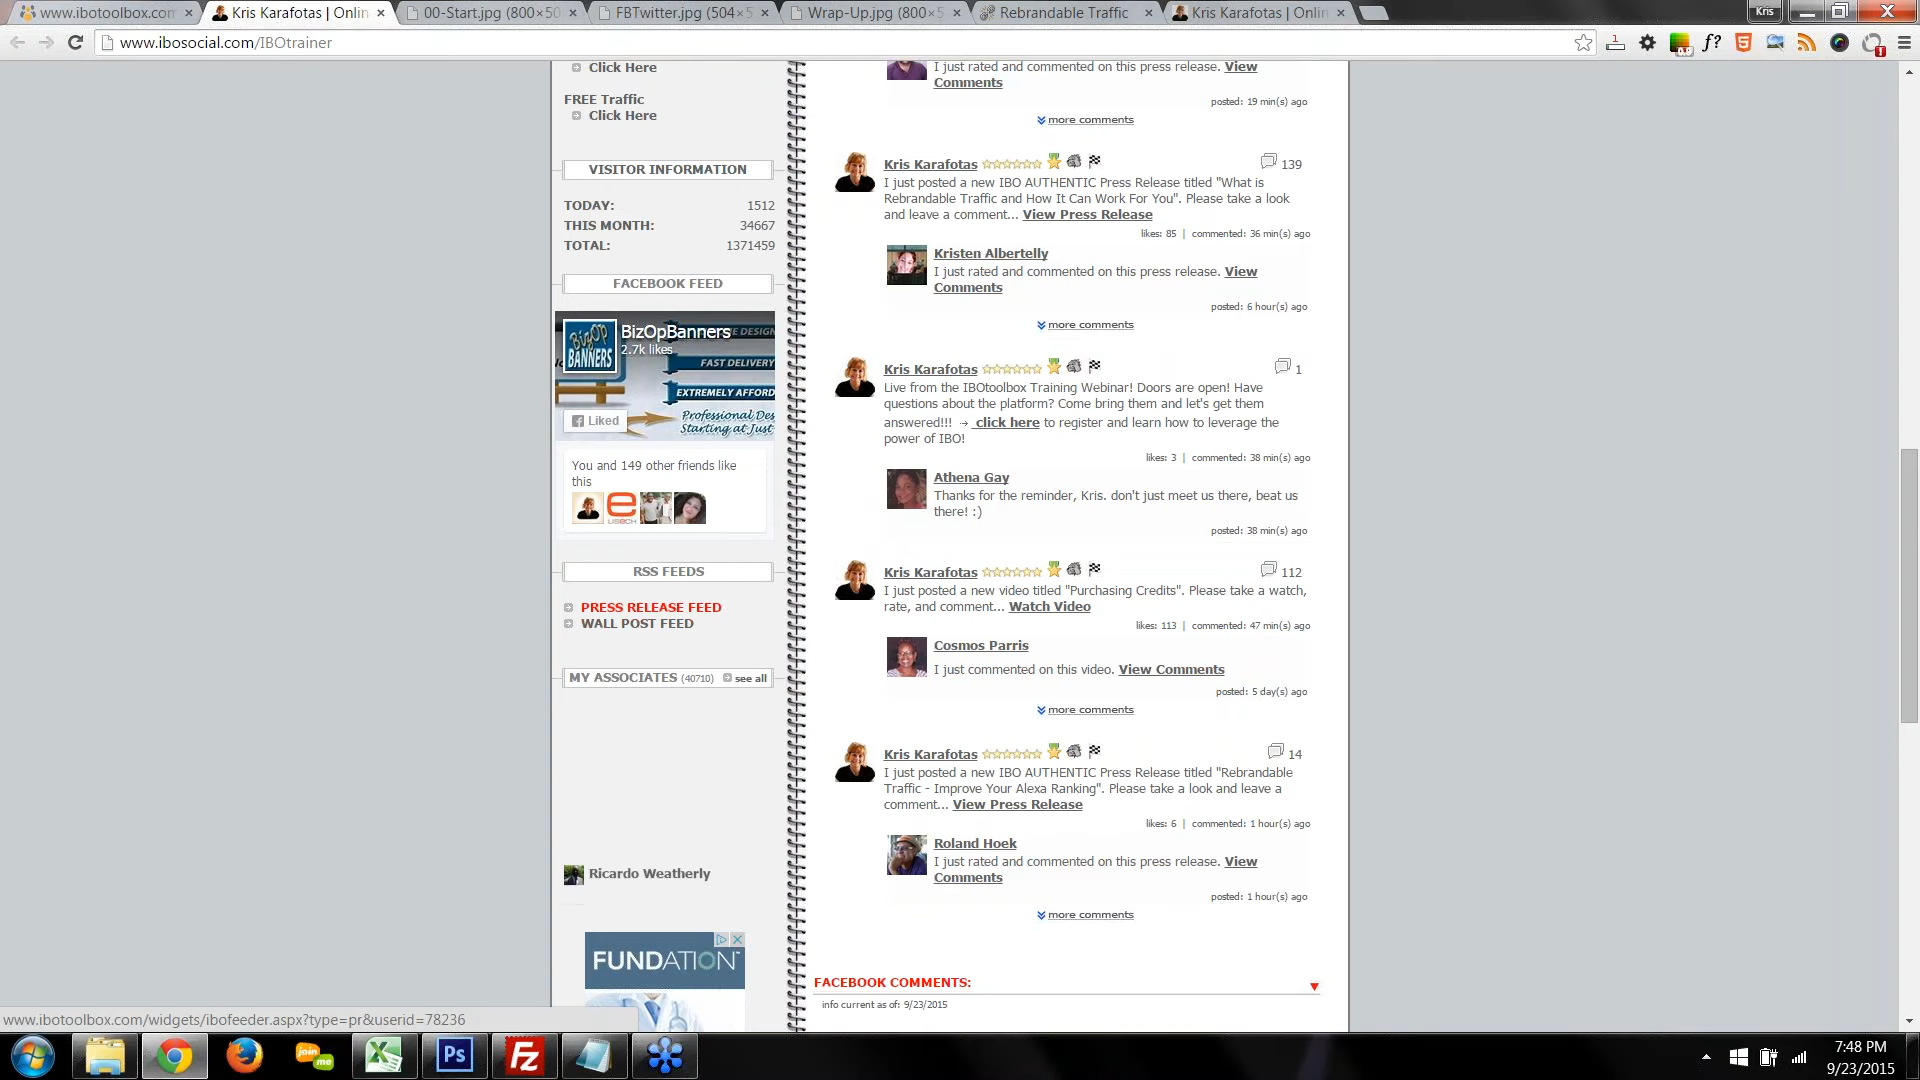 www.ibotoolbox.com
Kris Karafotas | Onlin
00-Start.jpg (800×50
FBTwitter.jpg (504×5
Wrap-Up.jpg (800×5
Rebrandable Traffic
Kris Karafotas | Onlin
Kris
www.ibosocial.com/IBOtrainer
Click Here
FREE Traffic
Click Here
VISITOR INFORMATION
TODAY: 1512
THIS MONTH: 34667
TOTAL: 1371459
FACEBOOK FEED
BizOp
BANNERS
BizOpBanners
2.7k likes
FAST DELIVERY
EXTREMELY AFFORD
Professional Des
Starting at Just
Liked
You and 149 other friends like
this
RSS FEEDS
PRESS RELEASE FEED
WALL POST FEED
MY ASSOCIATES (40710) see all
Ricardo Weatherly
FUNDATION
I just rated and commented on this press release. View
Comments
posted: 19 min(s) ago
more comments
Kris Karafotas 139
I just posted a new IBO AUTHENTIC Press Release titled "What is
Rebrandable Traffic and How It Can Work For You". Please take a look
and leave a comment... View Press Release
likes: 85 | commented: 36 min(s) ago
Kristen Albertelly
I just rated and commented on this press release. View
Comments
posted: 6 hour(s) ago
more comments
Kris Karafotas 1
Live from the IBOtoolbox Training Webinar! Doors are open! Have
questions about the platform? Come bring them and let's get them
answered!!! → click here to register and learn how to leverage the
power of IBO!
likes: 3 | commented: 38 min(s) ago
Athena Gay
Thanks for the reminder, Kris. don't just meet us there, beat us
there! :)
posted: 38 min(s) ago
Kris Karafotas 112
I just posted a new video titled "Purchasing Credits". Please take a watch,
rate, and comment... Watch Video
likes: 113 | commented: 47 min(s) ago
Cosmos Parris
I just commented on this video. View Comments
posted: 5 day(s) ago
more comments
Kris Karafotas 14
I just posted a new IBO AUTHENTIC Press Release titled "Rebrandable
Traffic - Improve Your Alexa Ranking". Please take a look and leave a
comment... View Press Release
likes: 6 | commented: 1 hour(s) ago
Roland Hoek
I just rated and commented on this press release. View
Comments
posted: 1 hour(s) ago
more comments
FACEBOOK COMMENTS:
info current as of: 9/23/2015
www.ibotoolbox.com/widgets/ibofeeder.aspx?type=pr&userid=78236
join
me
Ps
Fz
7:48 PM
9/23/2015